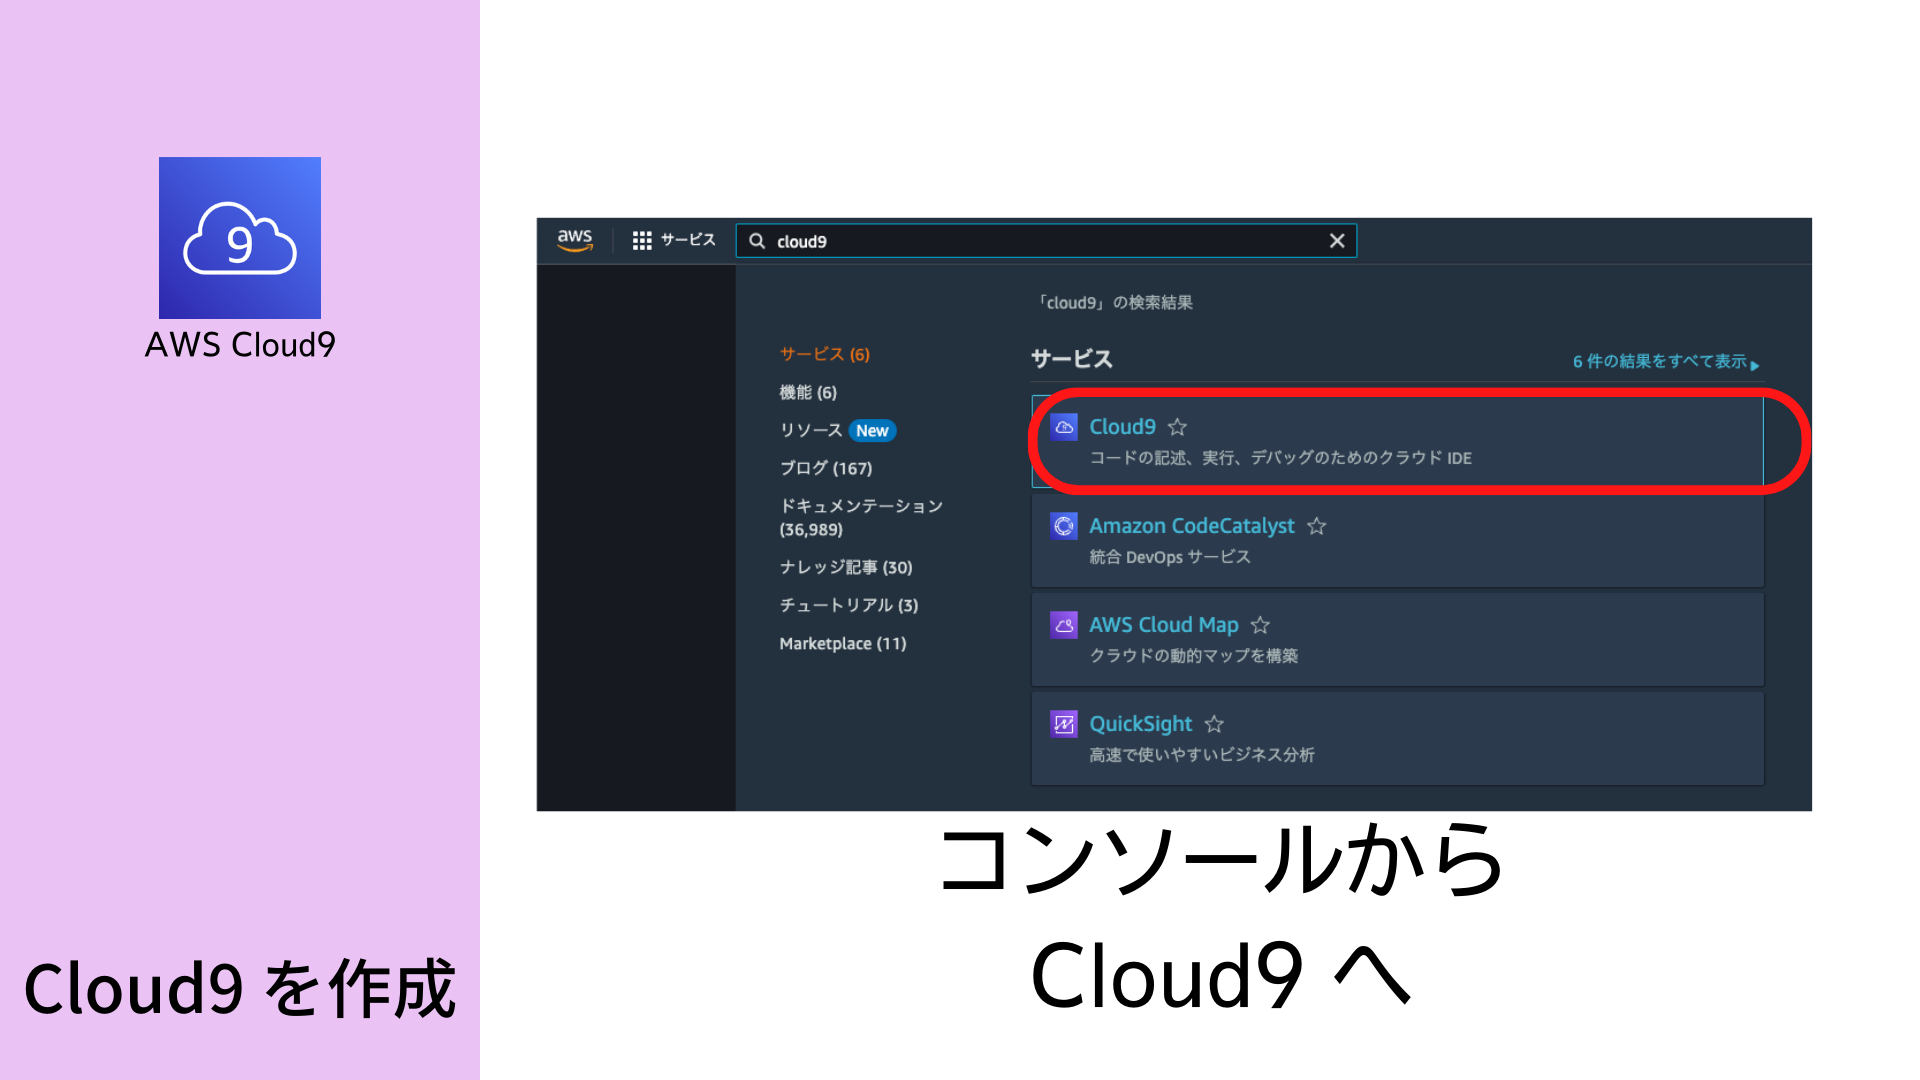 9
AWS Cloud9
Cloud9 を作成
aws
サービス
cloud9
「cloud9」の検索結果
サービス (6)
機能 (6)
リソース New
ブログ (167)
ドキュメンテーション
(36,989)
ナレッジ記事 (30)
チュートリアル (3)
Marketplace (11)
サービス
6 件の結果をすべて表示
Cloud9
コードの記述、実行、デバッグのためのクラウド IDE
Amazon CodeCatalyst
統合 DevOps サービス
AWS Cloud Map
クラウドの動的マップを構築
QuickSight
高速で使いやすいビジネス分析
コンソールから
Cloud9 へ